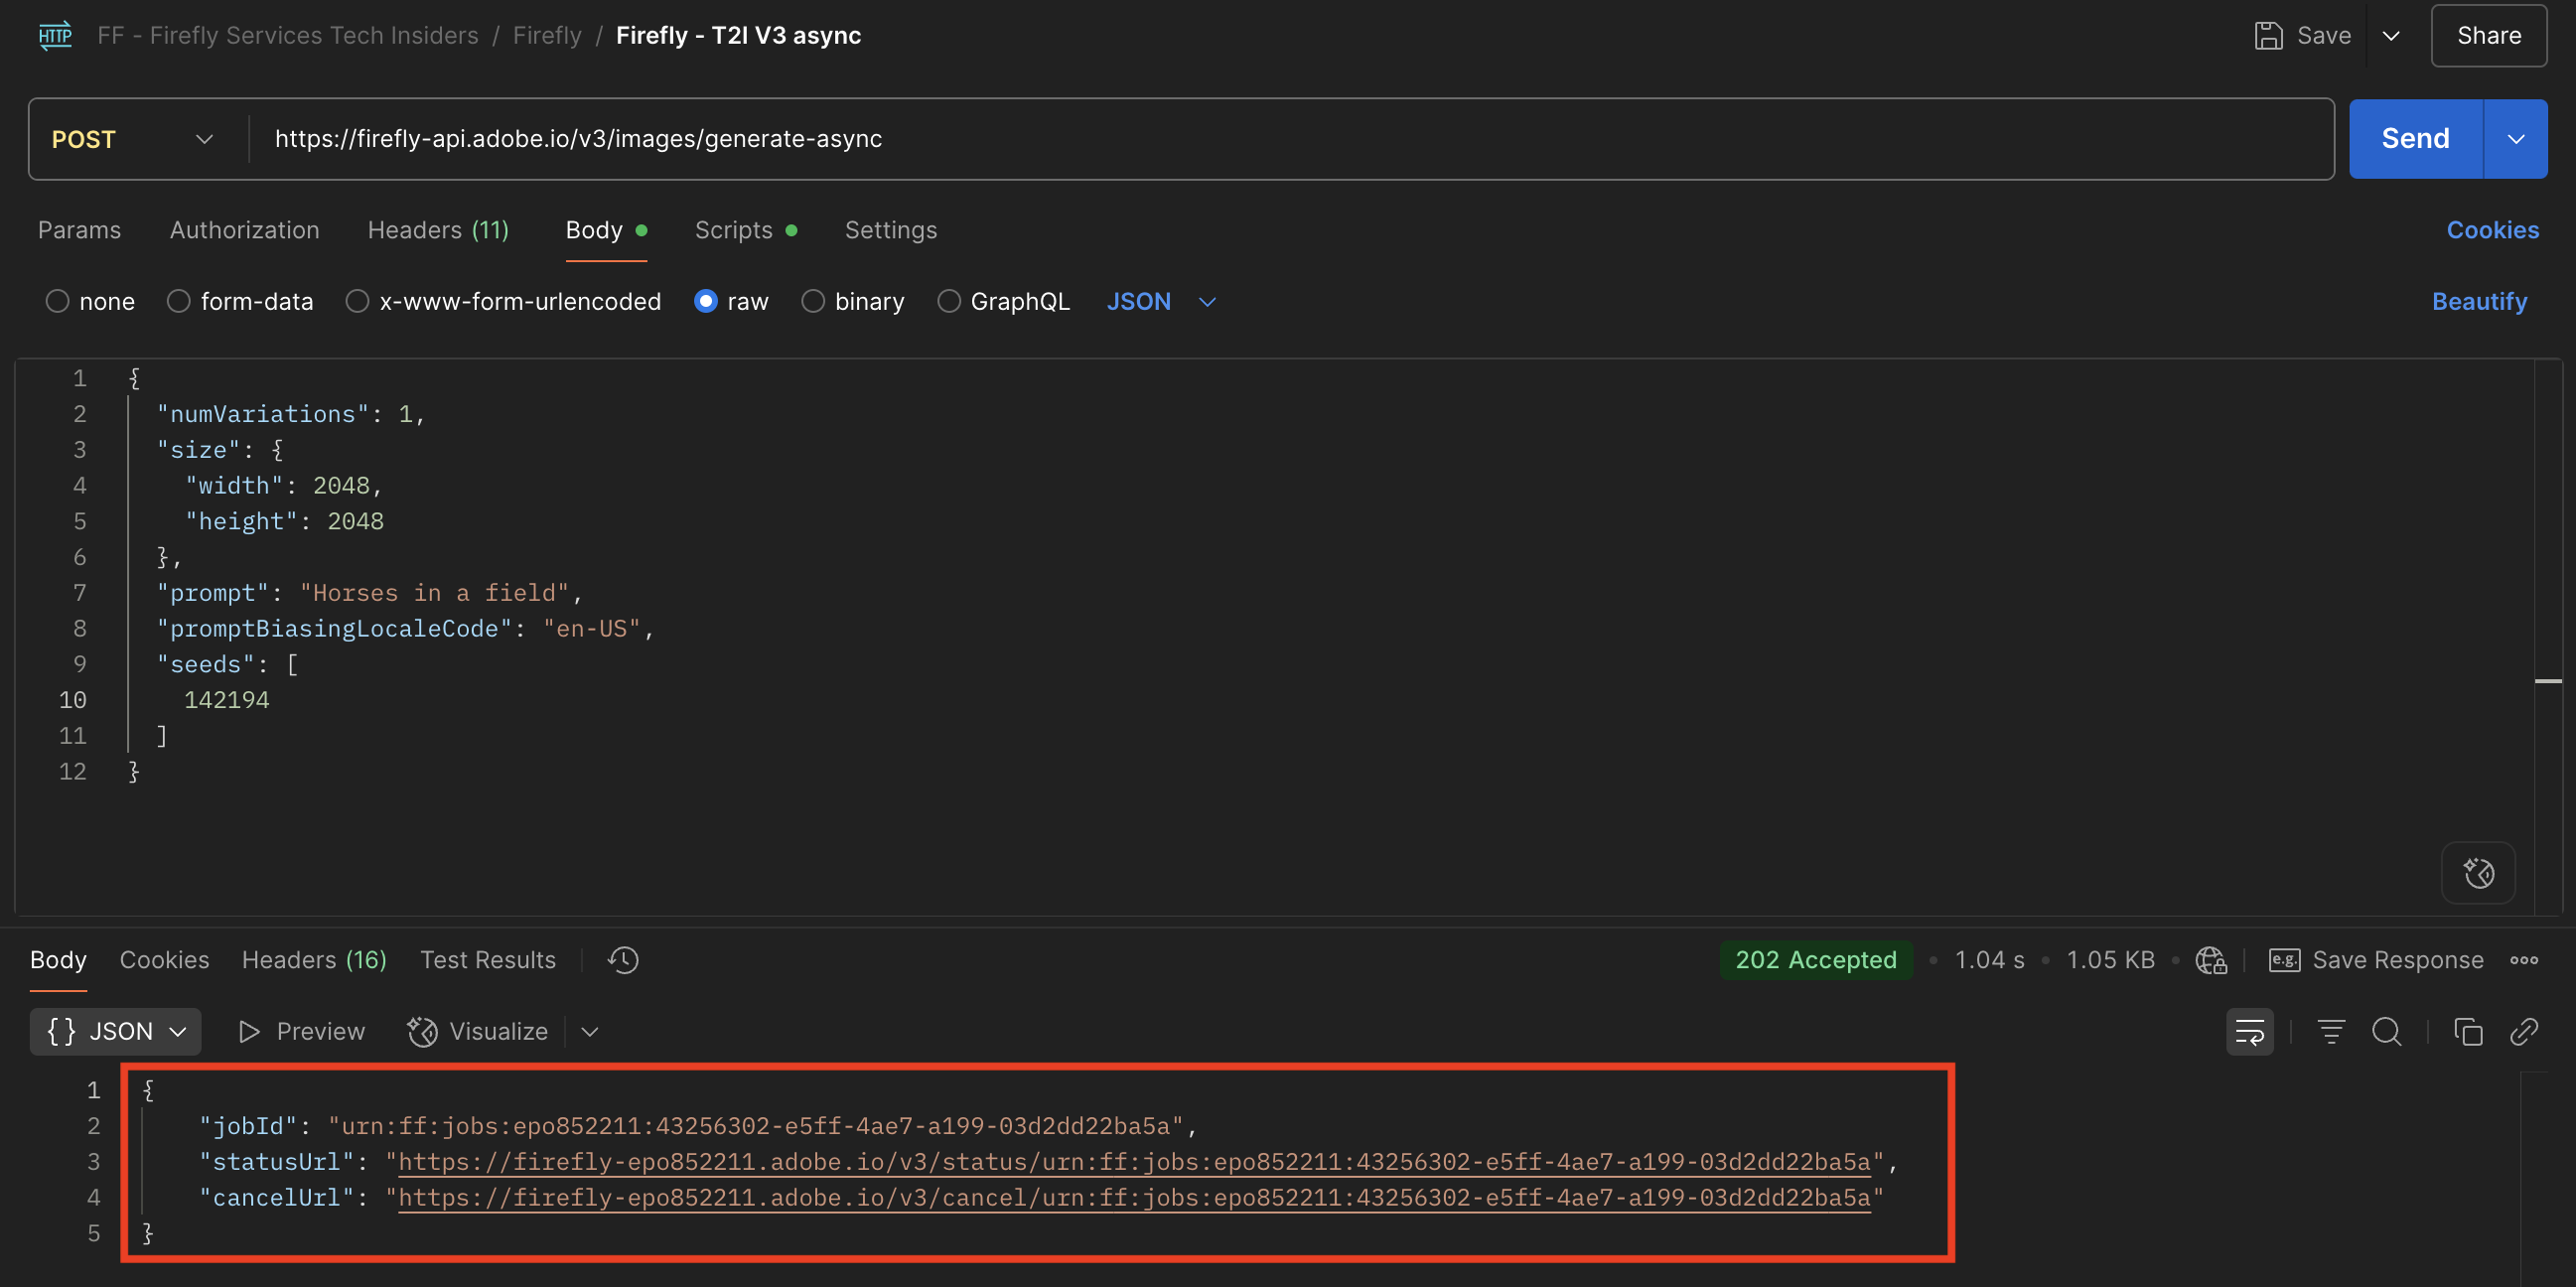 HTTP FF - Firefly Services Tech Insiders / Firefly / Firefly - T2I V3 async Save Share
POST https://firefly-api.adobe.io/v3/images/generate-async Send
Params Authorization Headers (11) Body Scripts Settings Cookies
none form-data x-www-form-urlencoded raw binary GraphQL JSON Beautify
1 {
2 "numVariations": 1,
3 "size": {
4 "width": 2048,
5 "height": 2048
6 },
7 "prompt": "Horses in a field",
8 "promptBiasingLocaleCode": "en-US",
9 "seeds": [
10 142194
11 ]
12 }
Body Cookies Headers (16) Test Results 202 Accepted • 1.04 s • 1.05 KB • e.g. Save Response
{} JSON Preview Visualize
1 {
2 "jobId": "urn:ff:jobs:epo852211:43256302-e5ff-4ae7-a199-03d2dd22ba5a",
3 "statusUrl": "https://firefly-epo852211.adobe.io/v3/status/urn:ff:jobs:epo852211:43256302-e5ff-4ae7-a199-03d2dd22ba5a",
4 "cancelUrl": "https://firefly-epo852211.adobe.io/v3/cancel/urn:ff:jobs:epo852211:43256302-e5ff-4ae7-a199-03d2dd22ba5a"
5 }